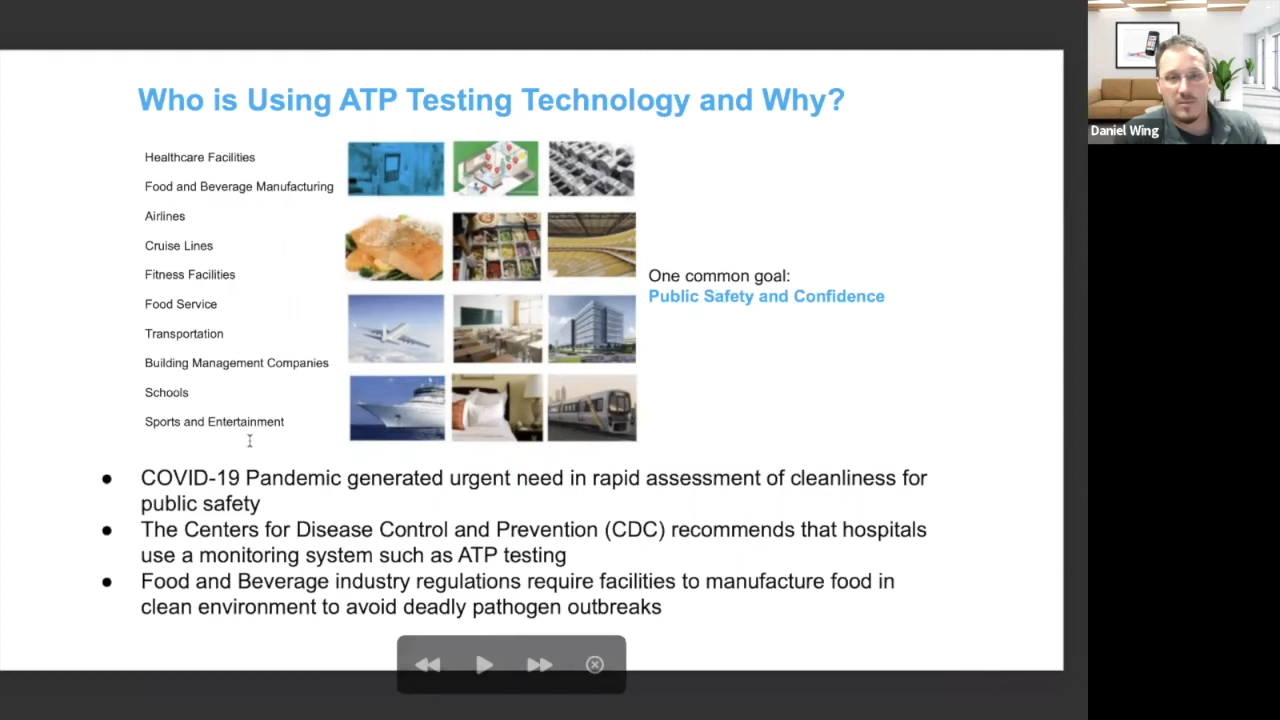 Who is Using ATP Testing Technology and Why?
Healthcare Facilities
Food and Beverage Manufacturing
Airlines
Cruise Lines
Fitness Facilities
Food Service
Transportation
Building Management Companies
Schools
Sports and Entertainment
One common goal:
Public Safety and Confidence
● COVID-19 Pandemic generated urgent need in rapid assessment of cleanliness for
public safety
● The Centers for Disease Control and Prevention (CDC) recommends that hospitals
use a monitoring system such as ATP testing
● Food and Beverage industry regulations require facilities to manufacture food in
clean environment to avoid deadly pathogen outbreaks
Daniel Wing